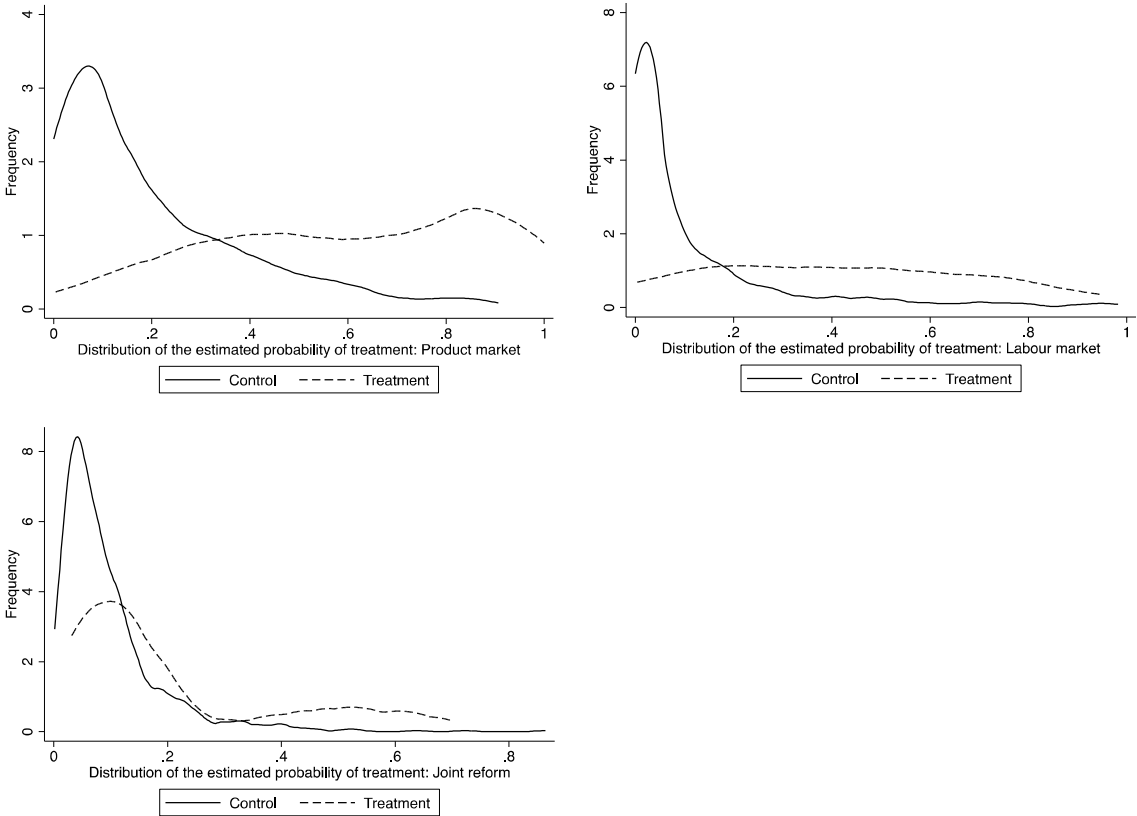 4
3
2
1
0
Frequency
0 .2 .4 .6 .8 1
Distribution of the estimated probability of treatment: Product market
Control Treatment
8
6
4
2
0
Frequency
0 .2 .4 .6 .8 1
Distribution of the estimated probability of treatment: Labour market
Control Treatment
8
6
4
2
0
Frequency
0 .2 .4 .6 .8
Distribution of the estimated probability of treatment: Joint reform
Control Treatment